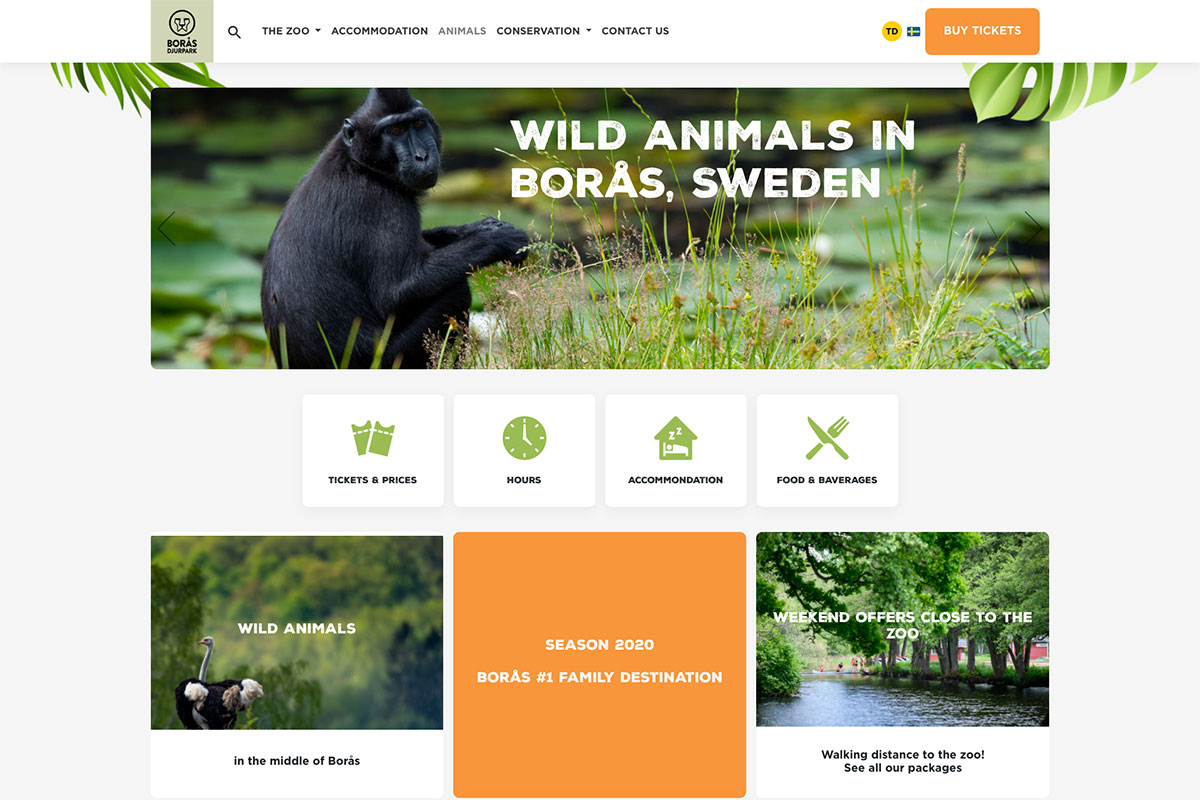 BORÅS
DJURPARK
THE ZOO
ACCOMMODATION
ANIMALS
CONSERVATION
CONTACT US
TD
BUY TICKETS
WILD ANIMALS IN
BORÅS, SWEDEN
TICKETS & PRICES
HOURS
Z Z
ACCOMMONDATION
FOOD & BAVERAGES
WILD ANIMALS
in the middle of Borås
SEASON 2020
BORÅS #1 FAMILY DESTINATION
WEEKEND OFFERS CLOSE TO THE
ZOO
Walking distance to the zoo!
See all our packages